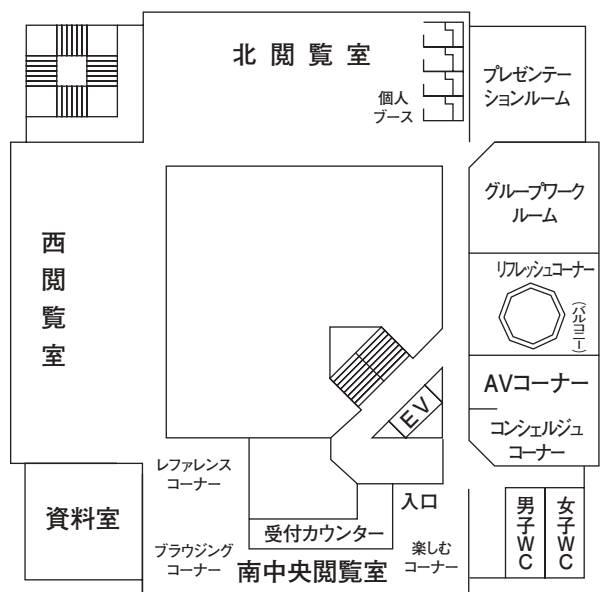 北閲覧室
個人
ブース
プレゼンテー
ションルーム
グループワーク
ルーム
西閲覧室
リフレッシュコーナー
(バルコニー)
AVコーナー
EV
コンシェルジュ
コーナー
レファレンス
コーナー
入口
資料室
受付カウンター
男子WC
女子WC
ブラウジング
コーナー
南中央閲覧室
楽しむ
コーナー